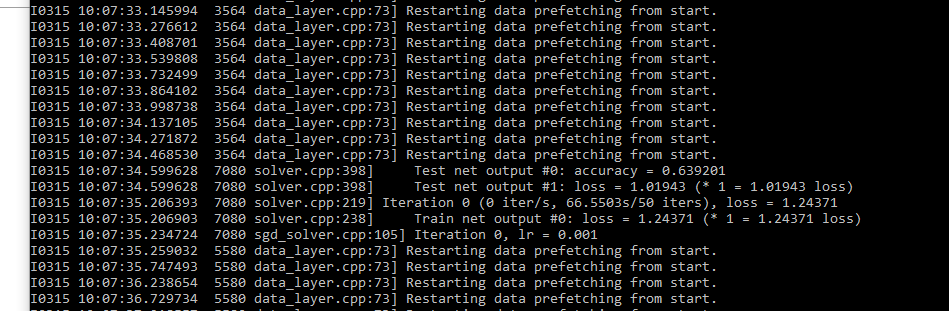 I0315 10:07:33.145994  3564 data_layer.cpp:73] Restarting data prefetching from start.
I0315 10:07:33.276612  3564 data_layer.cpp:73] Restarting data prefetching from start.
I0315 10:07:33.408701  3564 data_layer.cpp:73] Restarting data prefetching from start.
I0315 10:07:33.539808  3564 data_layer.cpp:73] Restarting data prefetching from start.
I0315 10:07:33.732499  3564 data_layer.cpp:73] Restarting data prefetching from start.
I0315 10:07:33.864102  3564 data_layer.cpp:73] Restarting data prefetching from start.
I0315 10:07:33.998738  3564 data_layer.cpp:73] Restarting data prefetching from start.
I0315 10:07:34.137105  3564 data_layer.cpp:73] Restarting data prefetching from start.
I0315 10:07:34.271872  3564 data_layer.cpp:73] Restarting data prefetching from start.
I0315 10:07:34.468530  3564 data_layer.cpp:73] Restarting data prefetching from start.
I0315 10:07:34.599628  7080 solver.cpp:398]     Test net output #0: accuracy = 0.639201
I0315 10:07:34.599628  7080 solver.cpp:398]     Test net output #1: loss = 1.01943 (* 1 = 1.01943 loss)
I0315 10:07:35.206393  7080 solver.cpp:219] Iteration 0 (0 iter/s, 66.5503s/50 iters), loss = 1.24371
I0315 10:07:35.206903  7080 solver.cpp:238]     Train net output #0: loss = 1.24371 (* 1 = 1.24371 loss)
I0315 10:07:35.234724  7080 sgd_solver.cpp:105] Iteration 0, lr = 0.001
I0315 10:07:35.259032  5580 data_layer.cpp:73] Restarting data prefetching from start.
I0315 10:07:35.747493  5580 data_layer.cpp:73] Restarting data prefetching from start.
I0315 10:07:36.238654  5580 data_layer.cpp:73] Restarting data prefetching from start.
I0315 10:07:36.729734  5580 data_layer.cpp:73] Restarting data prefetching from start.